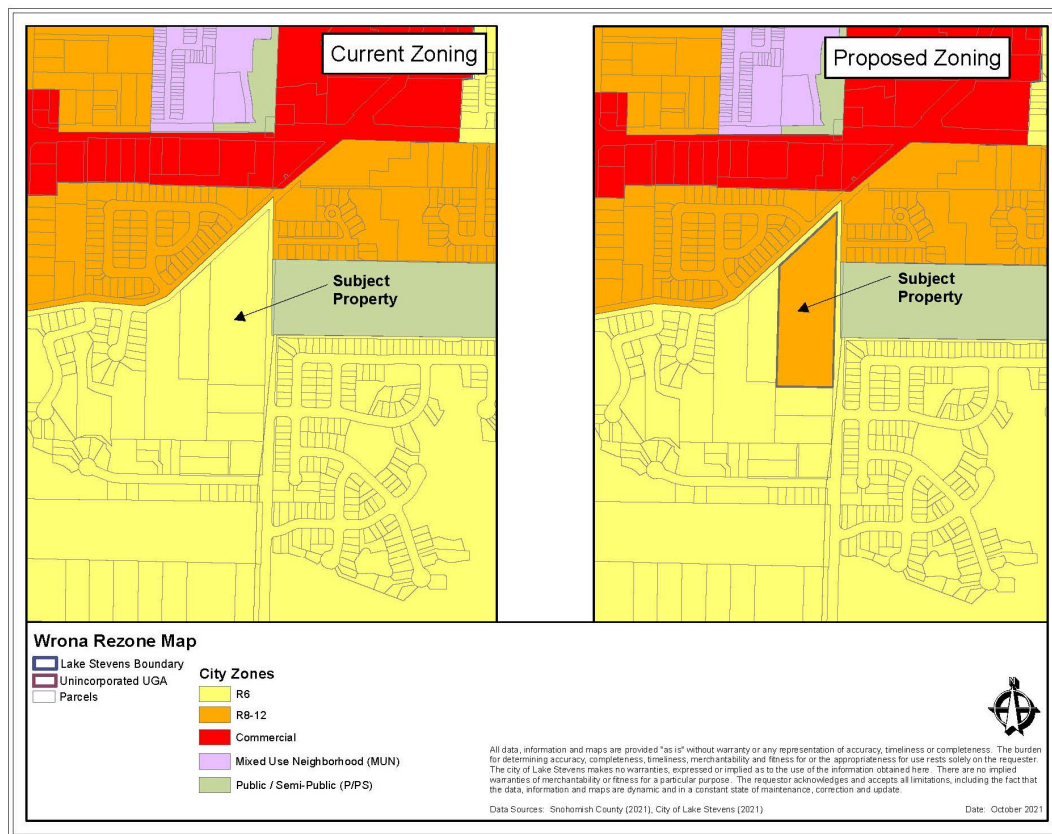 Current Zoning
Proposed Zoning
Subject
Property
Subject
Property
Wrona Rezone Map
Lake Stevens Boundary
Unincorporated UGA
Parcels
City Zones
R6
R8-12
Commercial
Mixed Use Neighborhood (MUN)
Public / Semi-Public (P/PS)
N
All data, information and maps are provided "as is" without warranty or any representation of accuracy, timeliness or completeness. The burden
for determining accuracy, completeness, timeliness, merchantability and fitness for or the appropriateness for use rests solely on the requester.
The city of Lake Stevens makes no warranties, expressed or implied as to the use of the information obtained here. There are no implied
warranties of merchantability or fitness for a particular purpose. The requestor acknowledges and accepts all limitations, including the fact that
the data, information and maps are dynamic and in a constant state of maintenance, correction and update.
Data Sources: Snohomish County (2021), City of Lake Stevens (2021)
Date: October 2021